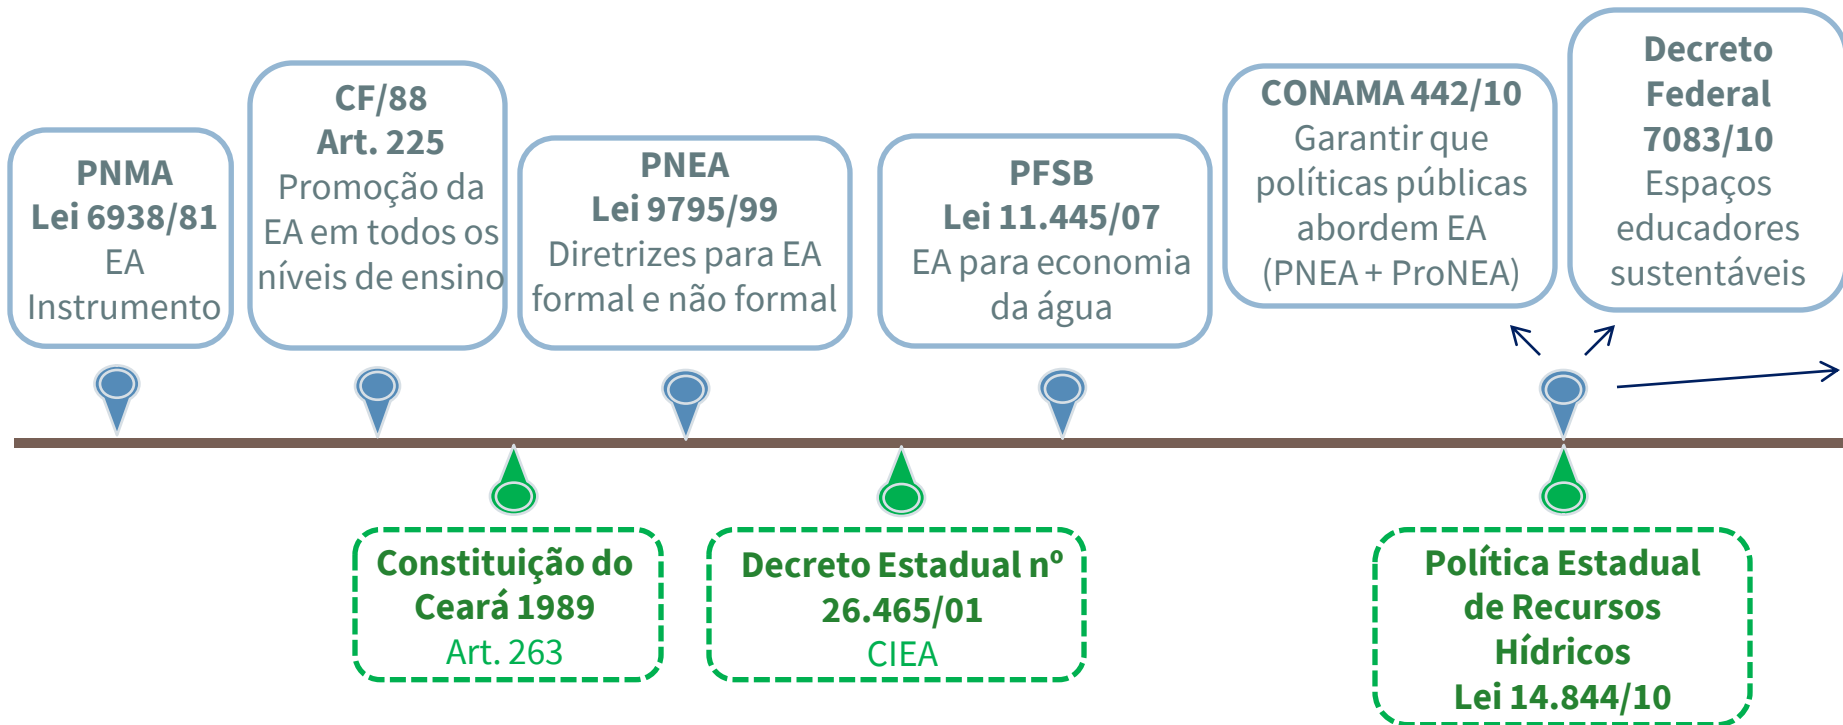 PNMA
Lei 6938/81
EA
Instrumento
CF/88
Art. 225
Promoção da
EA em todos os
níveis de ensino
PNEA
Lei 9795/99
Diretrizes para EA
formal e não formal
PFSB
Lei 11.445/07
EA para economia
da água
CONAMA 442/10
Garantir que
políticas públicas
abordem EA
(PNEA + ProNEA)
Decreto
Federal
7083/10
Espaços
educadores
sustentáveis
Constituição do
Ceará 1989
Art. 263
Decreto Estadual nº
26.465/01
CIEA
Política Estadual
de Recursos
Hídricos
Lei 14.844/10